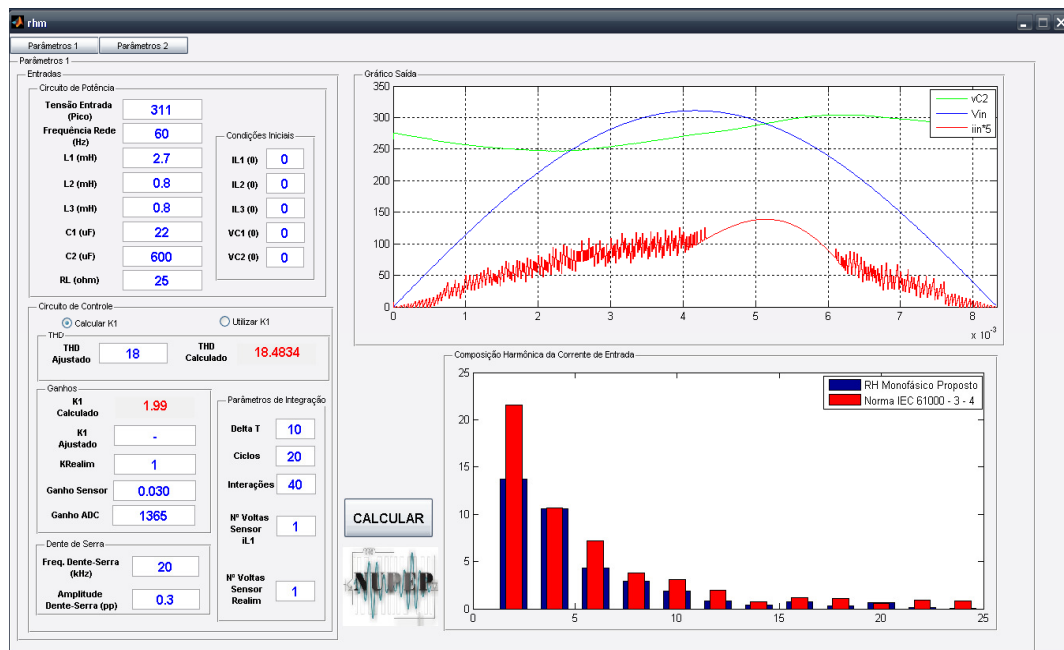 rhm
Parâmetros 1
Parâmetros 2
Parâmetros 1
Entradas
Circuito de Potência
Tensão Entrada
(Pico)
311
Frequência Rede
(Hz)
60
L1 (mH)
2.7
L2 (mH)
0.8
L3 (mH)
0.8
C1 (uF)
22
C2 (uF)
600
RL (ohm)
25
Condições Iniciais
IL1 (0)
0
IL2 (0)
0
IL3 (0)
0
VC1 (0)
0
VC2 (0)
0
Circuito de Controle
Calcular K1
Utilizar K1
THD
THD
Ajustado
18
THD
Calculado
18.4834
Ganhos
K1
Calculado
1.99
K1
Ajustado
-
KRealim
1
Ganho Sensor
0.030
Ganho ADC
1365
Dente de Serra
Freq. Dente-Serra
(kHz)
20
Amplitude
Dente-Serra (pp)
0.3
Parâmetros de Integração
Delta T
10
Ciclos
20
Interações
40
Nº Voltas
Sensor
iL1
1
Nº Voltas
Sensor
Realim
1
CALCULAR
NUPEP
Gráfico Saída
350
300
250
200
150
100
50
0
0
1
2
3
4
5
6
7
8
x 10⁻³
vC2
Vin
iin*5
Composição Harmônica da Corrente de Entrada
25
20
15
10
5
0
0
5
10
15
20
25
RH Monofásico Proposto
Norma IEC 61000 - 3 - 4